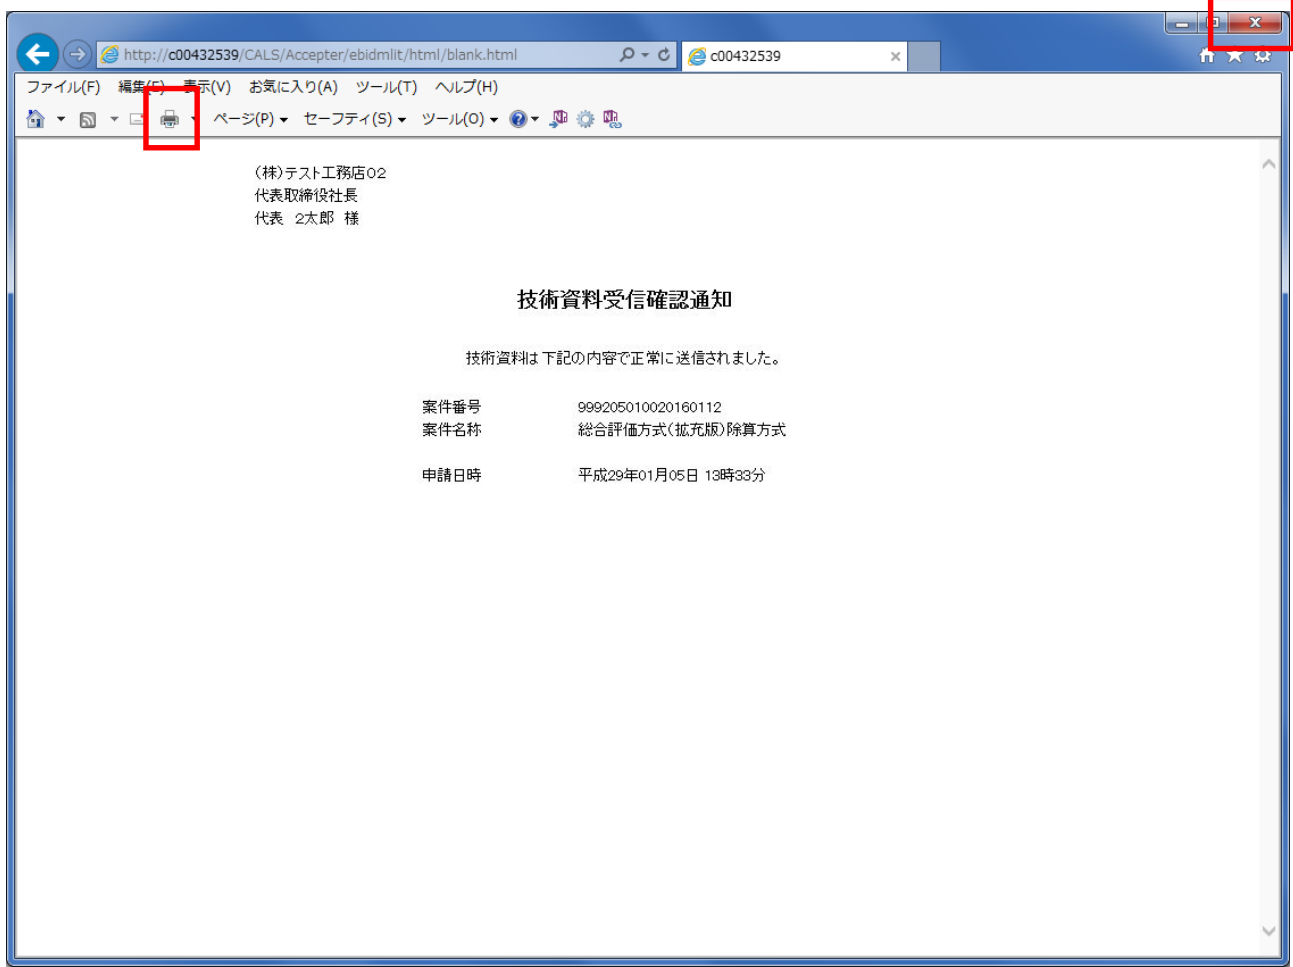 http://c00432539/CALS/Accepter/ebidmlit/html/blank.html
c00432539
ファイル(F) 編集(E) 表示(V) お気に入り(A) ツール(T) ヘルプ(H)
ページ(P) セーフティ(S) ツール(O)
(株)テスト工務店02
代表取締役社長
代表 2太郎 様
技術資料受信確認通知
技術資料は下記の内容で正常に送信されました。
案件番号 999205010020160112
案件名称 総合評価方式(拡充版)除算方式
申請日時 平成29年01月05日 13時33分